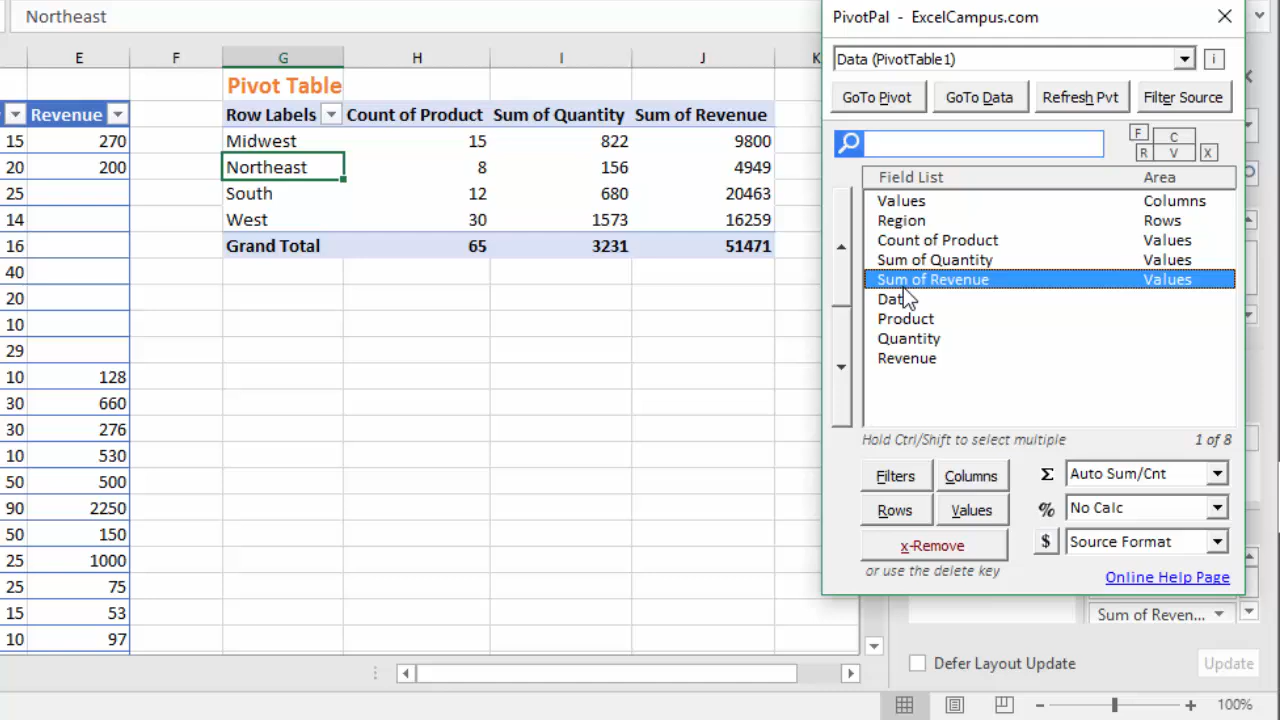 Northeast
E F G H I J K
Pivot Table
Revenue Row Labels Count of Product Sum of Quantity Sum of Revenue
15 270 Midwest 15 822 9800
20 200 Northeast 8 156 4949
25 South 12 680 20463
14 West 30 1573 16259
16 Grand Total 65 3231 51471
40
20
10
29
10 128
30 660
30 276
10 530
50 500
90 2250
50 150
25 1000
25 75
15 53
10 97
PivotPal - ExcelCampus.com
Data (PivotTable1) i
GoTo Pivot GoTo Data Refresh Pvt Filter Source
F C
R V X
Field List Area
Values Columns
Region Rows
Count of Product Values
Sum of Quantity Values
Sum of Revenue Values
Dat
Product
Quantity
Revenue
Hold Ctrl/Shift to select multiple 1 of 8
Filters Columns Σ Auto Sum/Cnt
Rows Values % No Calc
x-Remove $ Source Format
or use the delete key
Online Help Page
Sum of Reven...
Defer Layout Update Update
100%